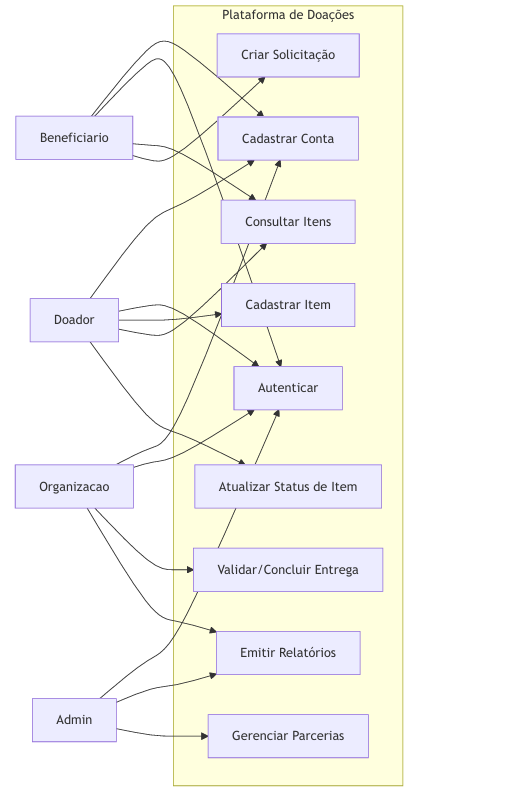 Plataforma de Doações
Criar Solicitação
Beneficiario
Cadastrar Conta
Consultar Itens
Doador
Cadastrar Item
Autenticar
Organizacao
Atualizar Status de Item
Validar/Concluir Entrega
Emitir Relatórios
Admin
Gerenciar Parcerias